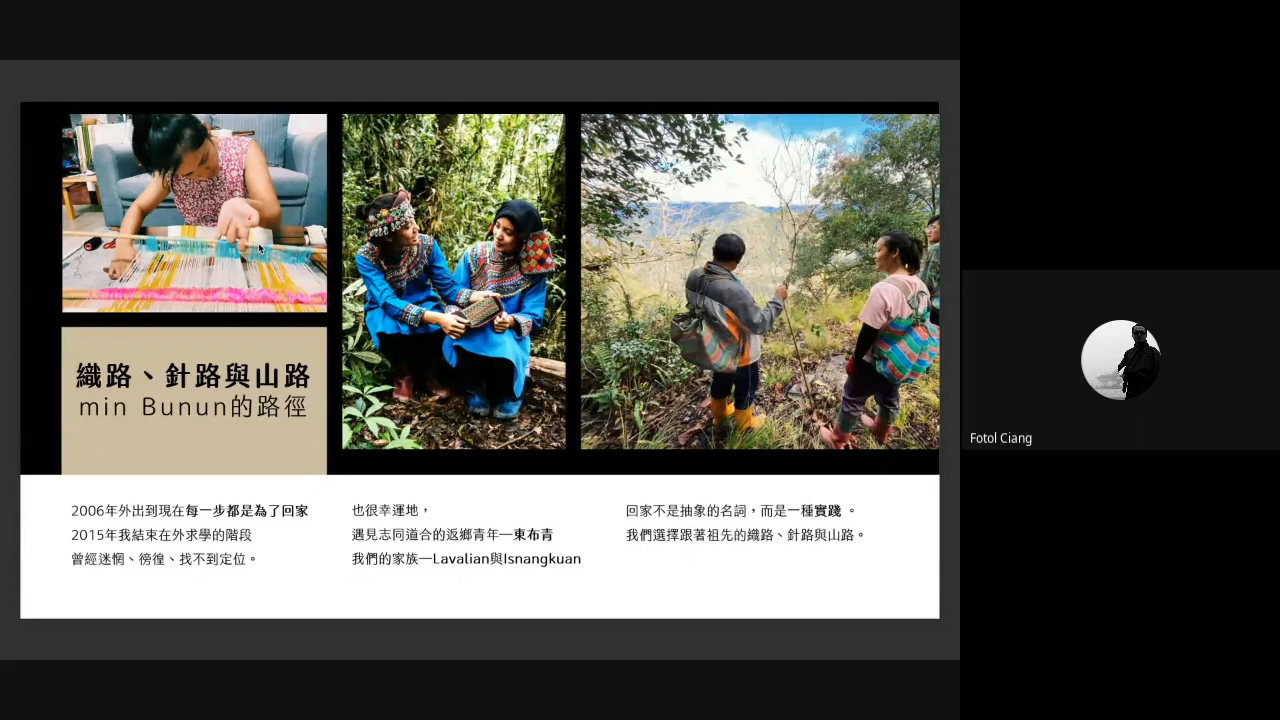 織路、針路與山路
min Bunun的路徑
2006年外出到現在每一步都是為了回家
2015年我結束在外求學的階段
曾經迷惘、徬徨、找不到定位。
也很幸運地，
遇見志同道合的返鄉青年—東布青
我們的家族—Lavalian與Isnangkuan
回家不是抽象的名詞，而是一種實踐 。
我們選擇跟著祖先的織路、針路與山路。
Fotol Ciang